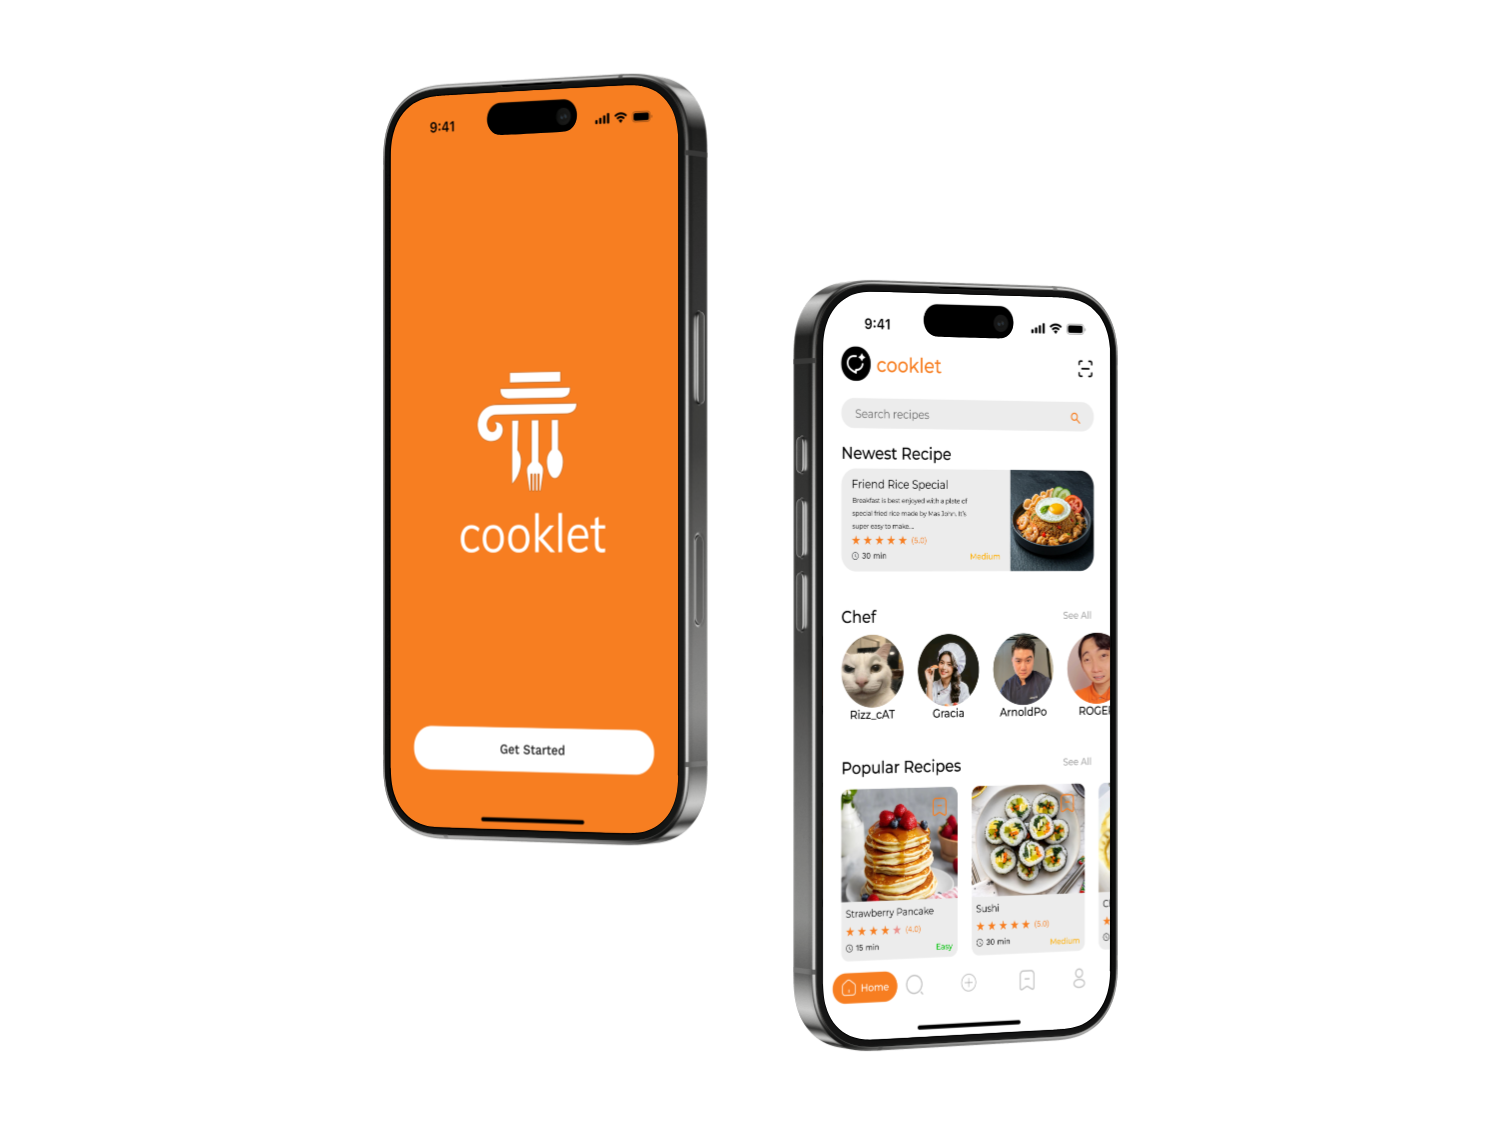 9:41
cooklet
Get Started
9:41
cooklet
Search recipes
Newest Recipe
Friend Rice Special
Breakfast is best enjoyed with a plate of
special fried rice made by Mas John. It's
super easy to make...
(5.0)
30 min
Medium
Chef
See All
Rizz_cAT
Gracia
ArnoldPo
ROGE
Popular Recipes
See All
Strawberry Pancake
(4.0)
15 min
Easy
Sushi
(5.0)
30 min
Medium
Home